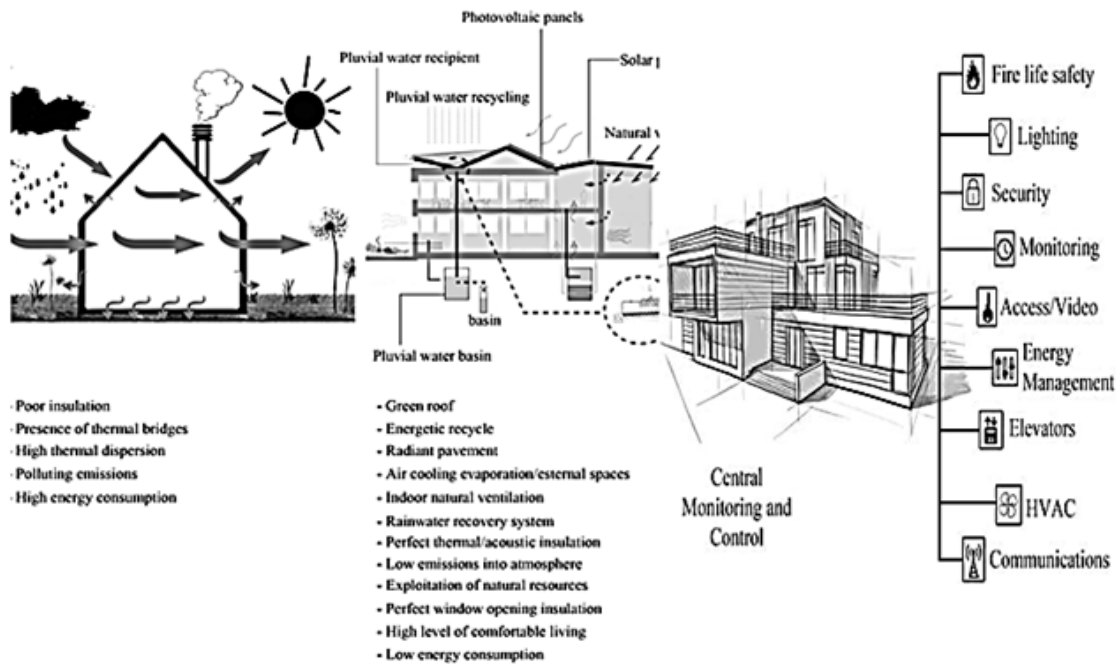 Photovoltaic panels
Pluvial water recipient
Solar
Pluvial water recycling
Natural
basin
Pluvial water basin
· Poor insulation
· Presence of thermal bridges
· High thermal dispersion
· Polluting emissions
· High energy consumption
- Green roof
- Energetic recycle
- Radiant pavement
- Air cooling evaporation/esternal spaces
- Indoor natural ventilation
- Rainwater recovery system
- Perfect thermal/acoustic insulation
- Low emissions into atmosphere
- Exploitation of natural resources
- Perfect window opening insulation
- High level of comfortable living
- Low energy consumption
Central
Monitoring and
Control
Fire life safety
Lighting
Security
Monitoring
Access/Video
Energy
Management
Elevators
HVAC
Communications